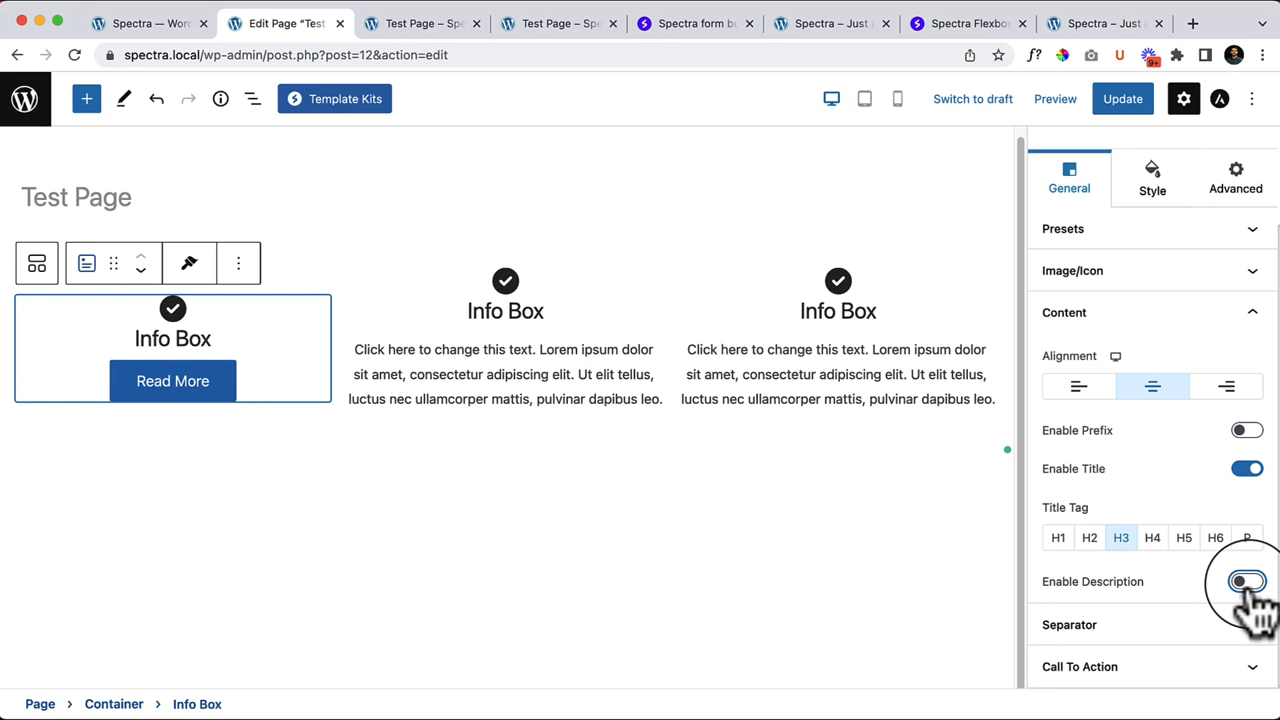 Spectra — Wor
Edit Page "Test
Test Page – Spe
Test Page – Spe
Spectra form bu
Spectra – Just a
Spectra Flexbox
Spectra – Just a
spectra.local/wp-admin/post.php?post=12&action=edit
f?
U
9+
Template Kits
Switch to draft
Preview
Update
General
Style
Advanced
Test Page
Presets
Image/Icon
Content
Info Box
Read More
Info Box
Click here to change this text. Lorem ipsum dolor
sit amet, consectetur adipiscing elit. Ut elit tellus,
luctus nec ullamcorper mattis, pulvinar dapibus leo.
Info Box
Click here to change this text. Lorem ipsum dolor
sit amet, consectetur adipiscing elit. Ut elit tellus,
luctus nec ullamcorper mattis, pulvinar dapibus leo.
Alignment
Enable Prefix
Enable Title
Title Tag
H1 H2 H3 H4 H5 H6 P
Enable Description
Separator
Call To Action
Page > Container > Info Box